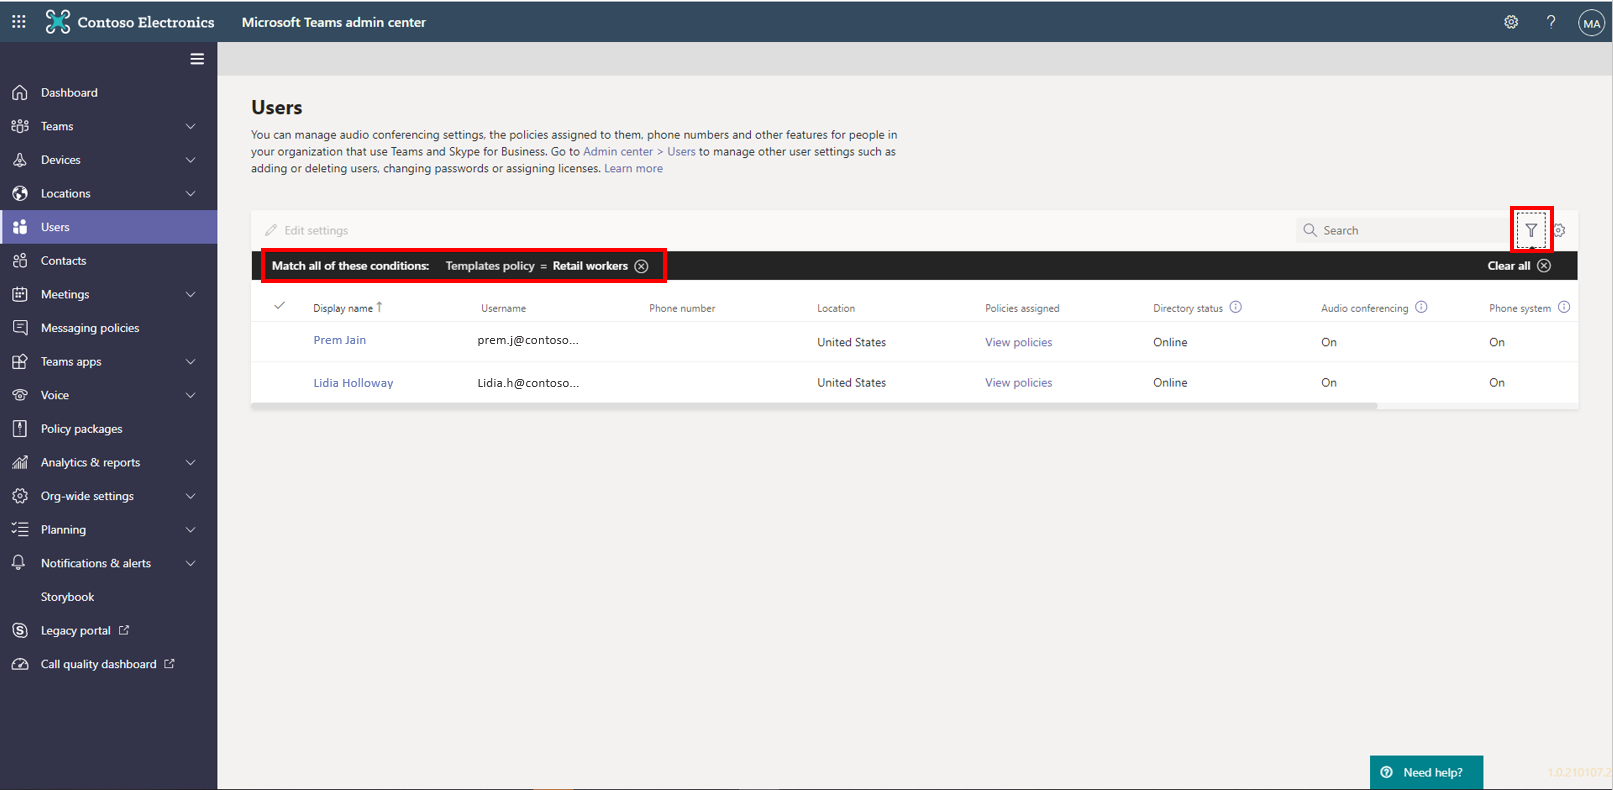 Contoso Electronics
Microsoft Teams admin center
?
MA
Dashboard
Teams
Devices
Locations
Users
Contacts
Meetings
Messaging policies
Teams apps
Voice
Policy packages
Analytics & reports
Org-wide settings
Planning
Notifications & alerts
Storybook
Legacy portal
Call quality dashboard
Users
You can manage audio conferencing settings, the policies assigned to them, phone numbers and other features for people in
your organization that use Teams and Skype for Business. Go to Admin center > Users to manage other user settings such as
adding or deleting users, changing passwords or assigning licenses. Learn more
Edit settings
Search
Match all of these conditions: Templates policy = Retail workers
Clear all
Display name ↑ Username Phone number Location Policies assigned Directory status Audio conferencing Phone system
Prem Jain prem.j@contoso... United States View policies Online On On
Lidia Holloway Lidia.h@contoso... United States View policies Online On On
Need help?
1.0.210107.2